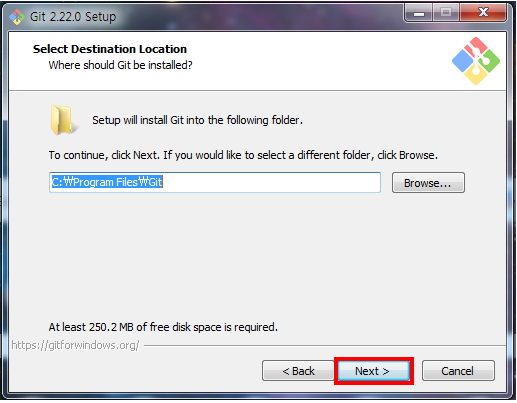 Git 2.22.0 Setup
Select Destination Location
Where should Git be installed?
Setup will install Git into the following folder.
To continue, click Next. If you would like to select a different folder, click Browse.
C:₩Program Files₩Git
Browse...
At least 250.2 MB of free disk space is required.
https://gitforwindows.org/
< Back
Next >
Cancel